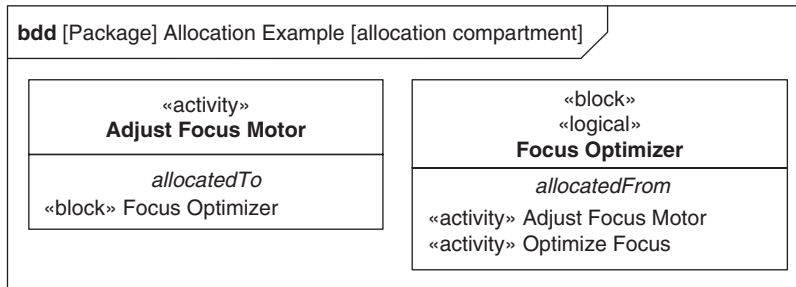 bdd [Package] Allocation Example [allocation compartment]
«activity»
Adjust Focus Motor
allocatedTo
«block» Focus Optimizer
«block»
«logical»
Focus Optimizer
allocatedFrom
«activity» Adjust Focus Motor
«activity» Optimize Focus